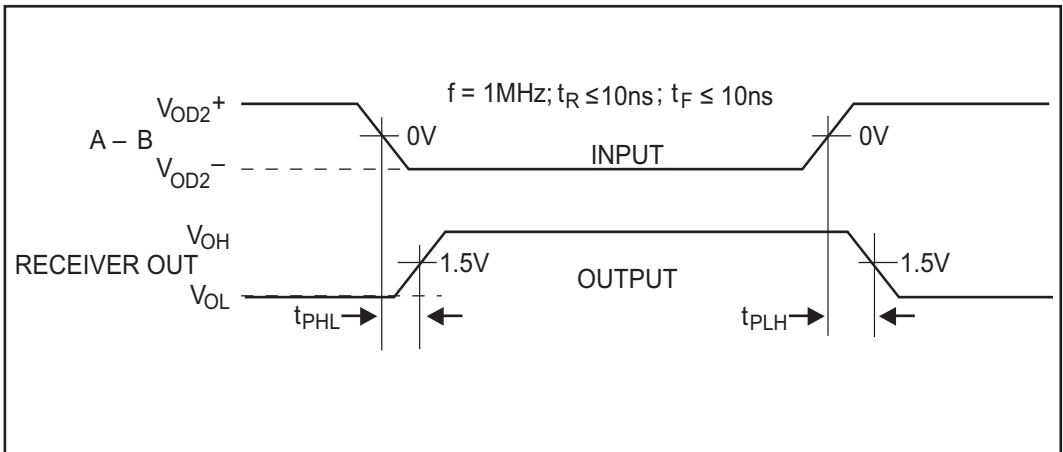 f = 1MHz; tR ≤10ns; tF ≤ 10ns
VOD2+
A – B
0V
0V
INPUT
VOD2–
VOH
RECEIVER OUT
1.5V
OUTPUT
1.5V
VOL
tPHL
tPLH